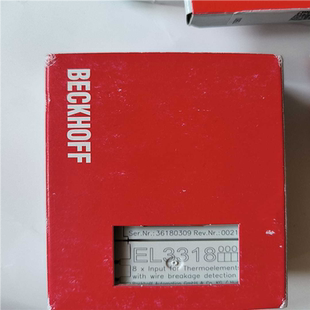 BECKHOFF
Ser.Nr.: 36180309 Rev.Nr.: 0021
EL3318
8 x Input for Thermoelement
with wire breakage detection